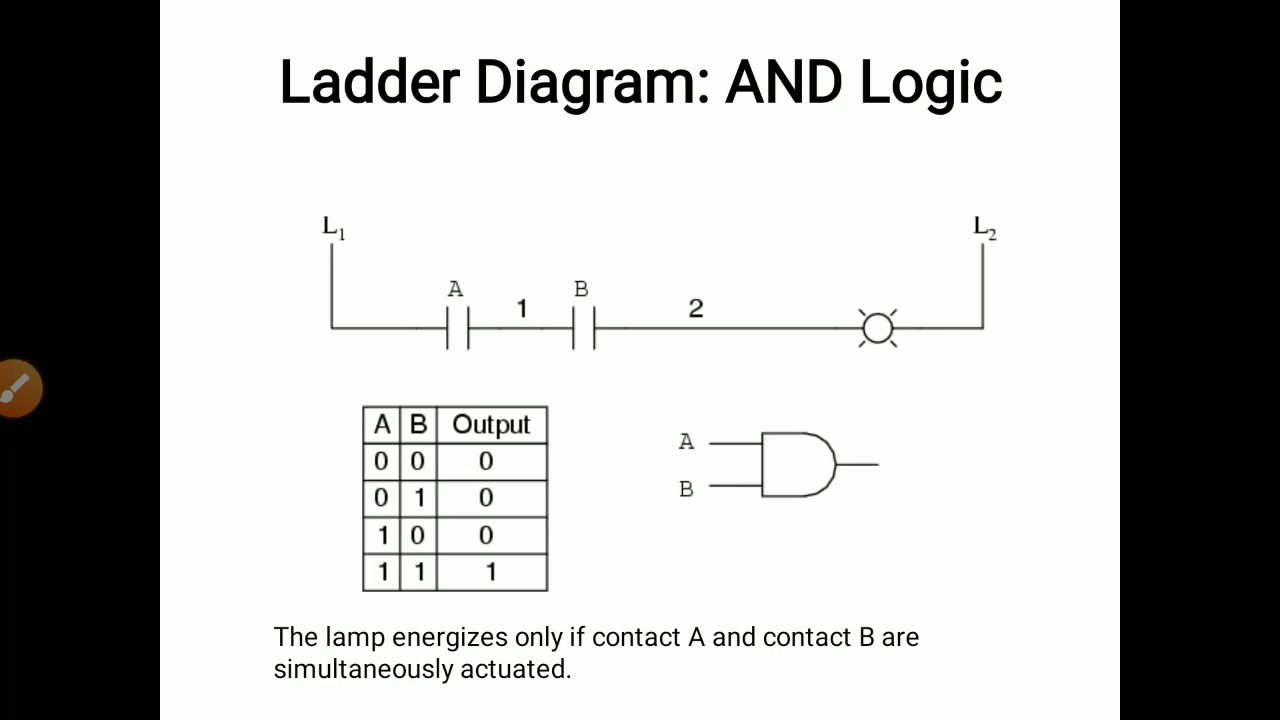 Ladder Diagram: AND Logic
L1 L2
A B
1 2
A B Output
0 0 0
0 1 0
1 0 0
1 1 1
A
B
The lamp energizes only if contact A and contact B are
simultaneously actuated.